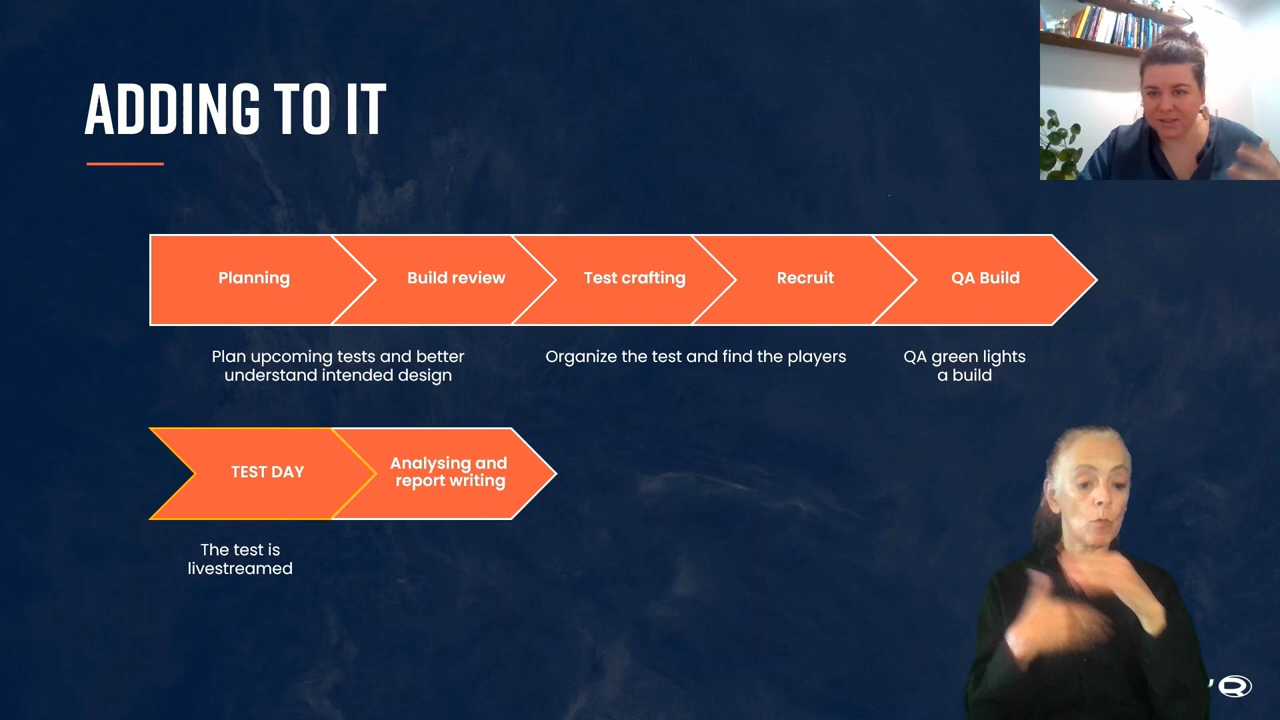 ADDING TO IT
Planning
Build review
Test crafting
Recruit
QA Build
Plan upcoming tests and better
understand intended design
Organize the test and find the players
QA green lights
a build
TEST DAY
Analysing and
report writing
The test is
livestreamed